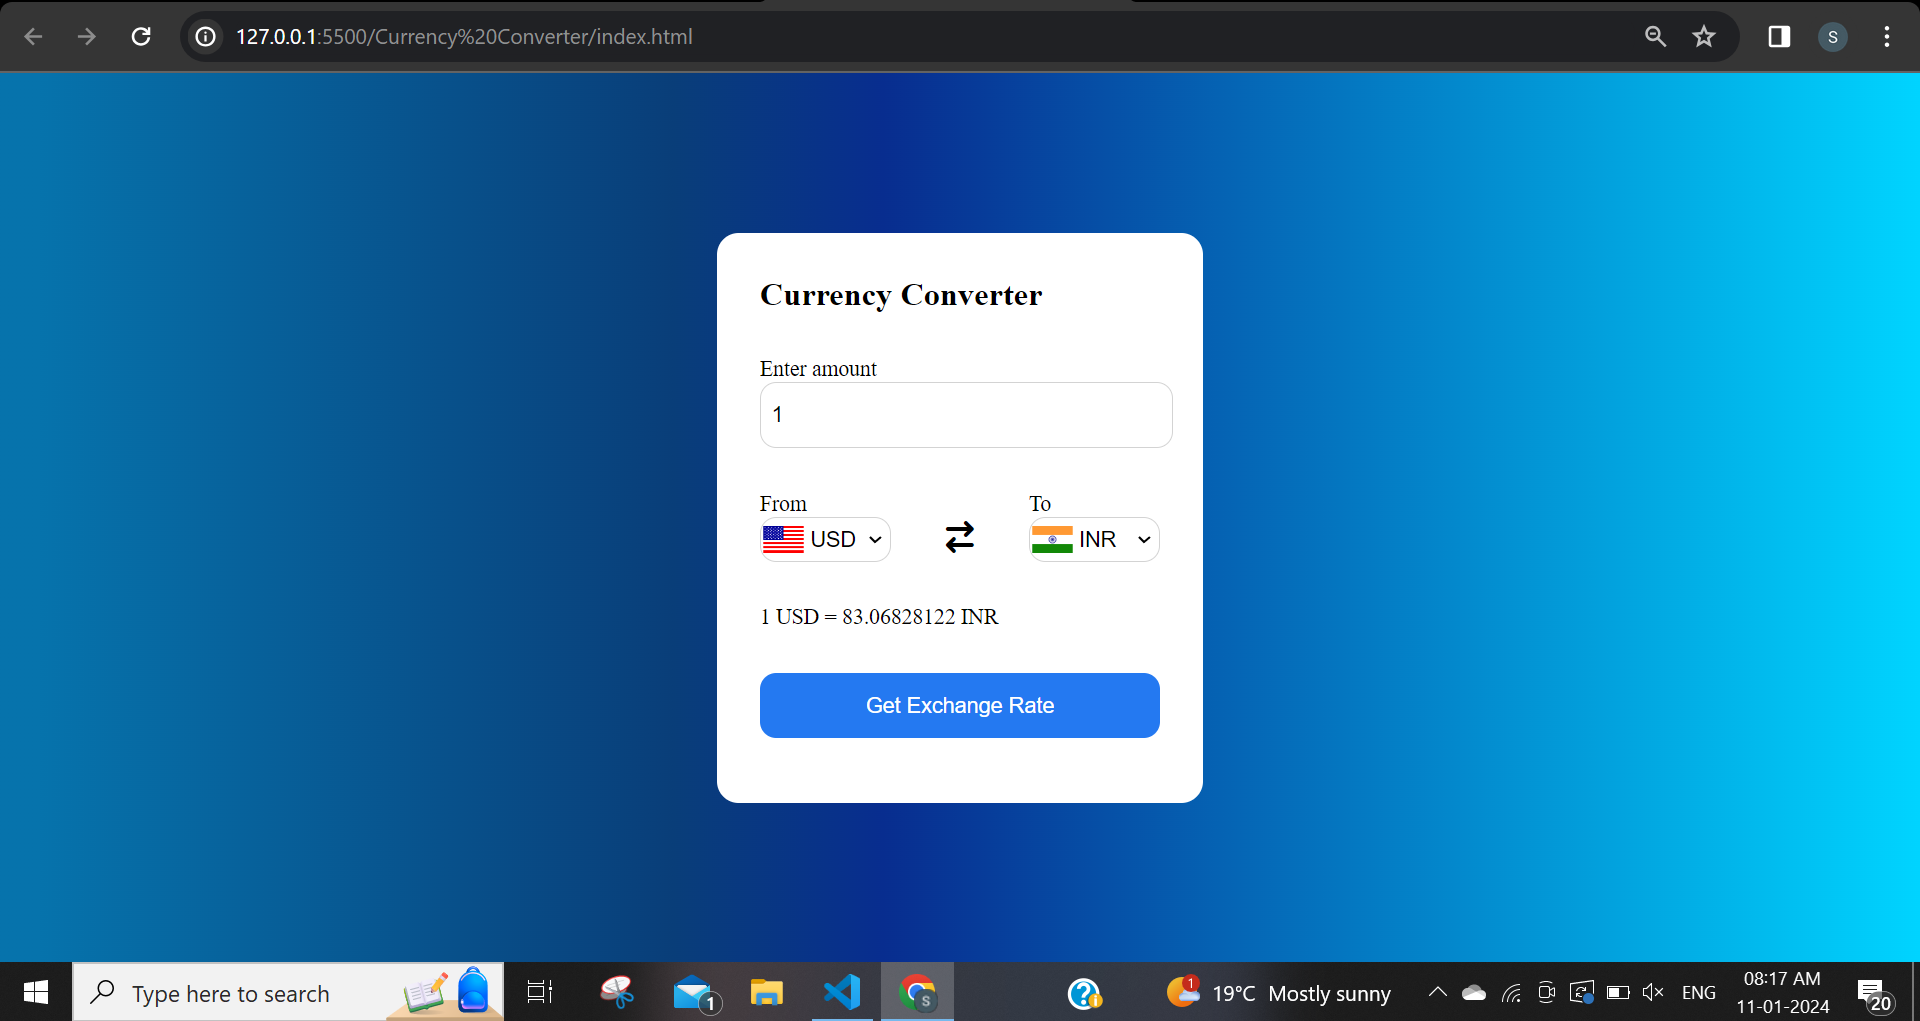 127.0.0.1:5500/Currency%20Converter/index.html
S
Currency Converter
Enter amount
1
From
To
USD
INR
1 USD = 83.06828122 INR
Get Exchange Rate
Type here to search
1
S
?
1
19°C Mostly sunny
ENG
08:17 AM
11-01-2024
20